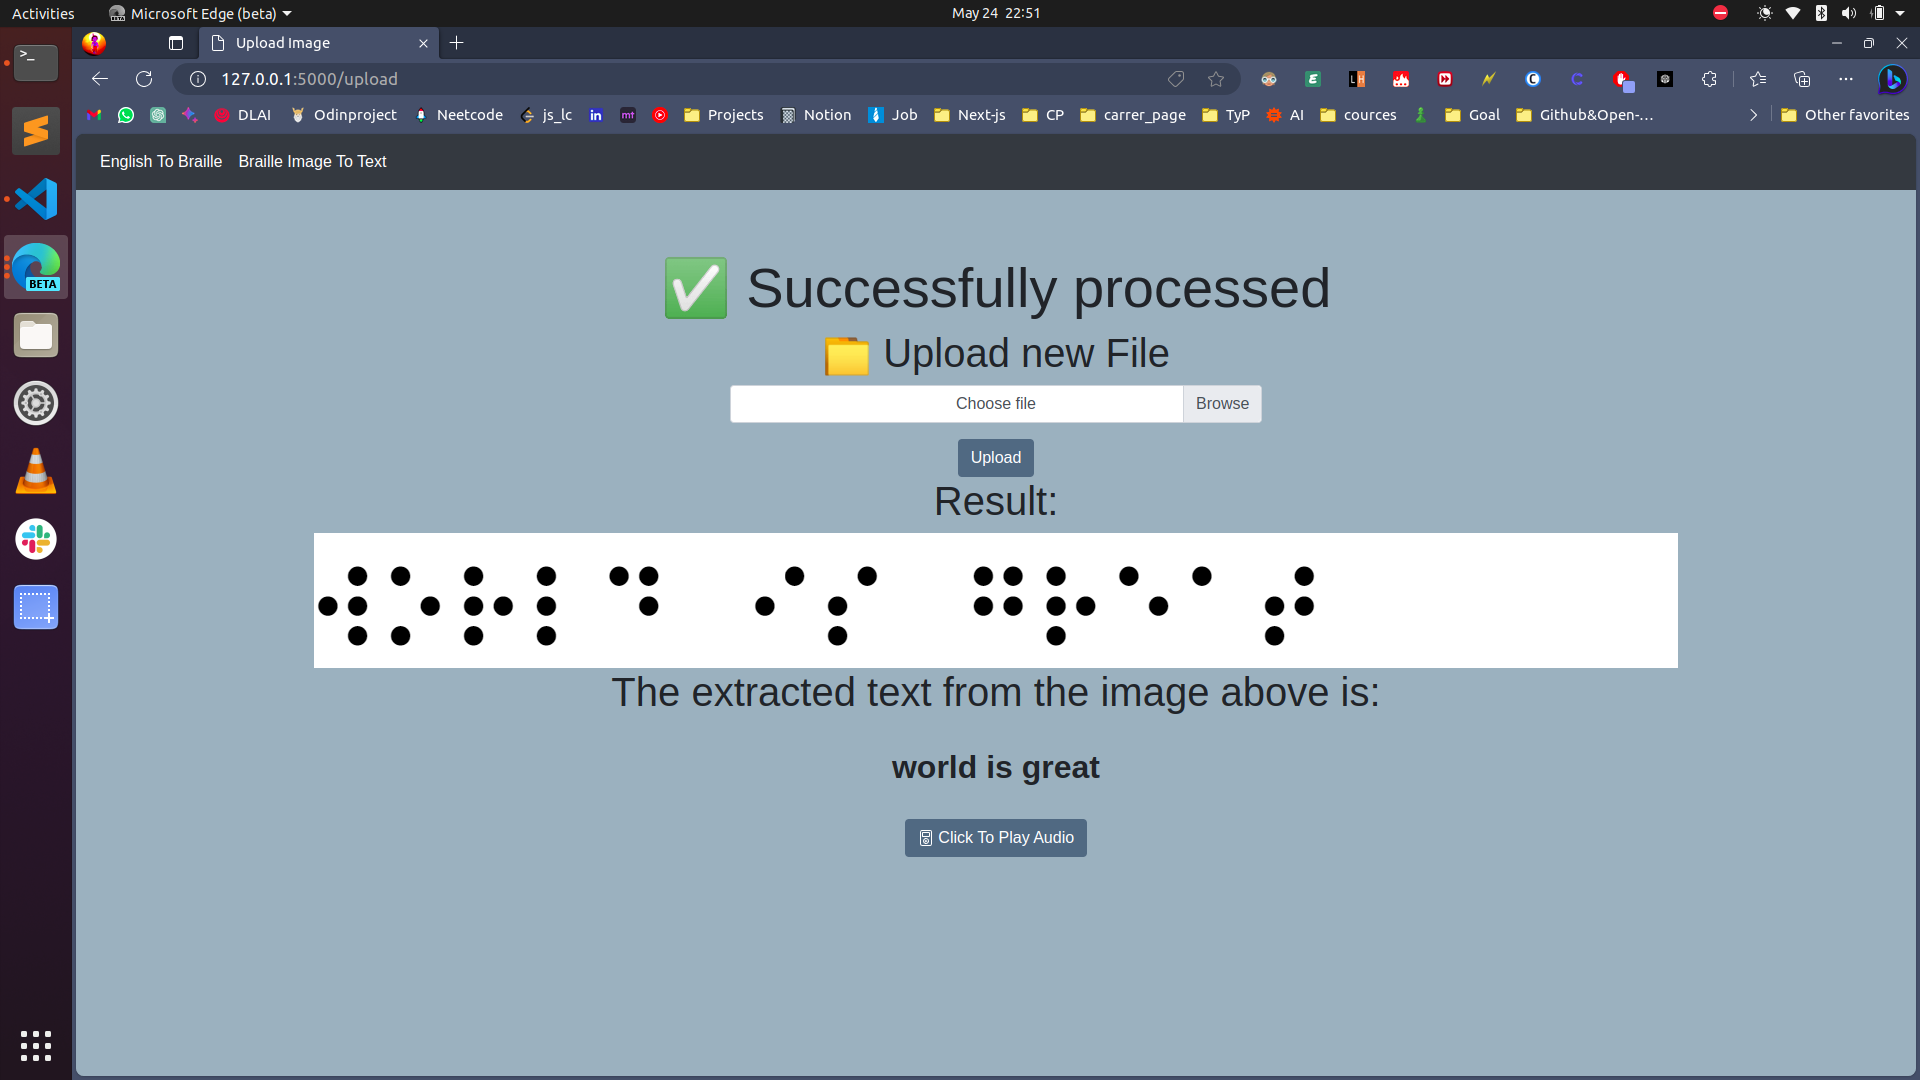 Activities Microsoft Edge (beta) May 24 22:51
Upload Image
127.0.0.1:5000/upload
DLAI Odinproject Neetcode js_lc Projects Notion Job Next-js CP carrer_page TyP AI cources Goal Github&Open-... Other favorites
English To Braille Braille Image To Text
✅ Successfully processed
Upload new File
Choose file Browse
Upload
Result:
⠺⠕⠗⠇⠙ ⠊⠎ ⠛⠗⠑⠁⠞
The extracted text from the image above is:
world is great
Click To Play Audio
BETA